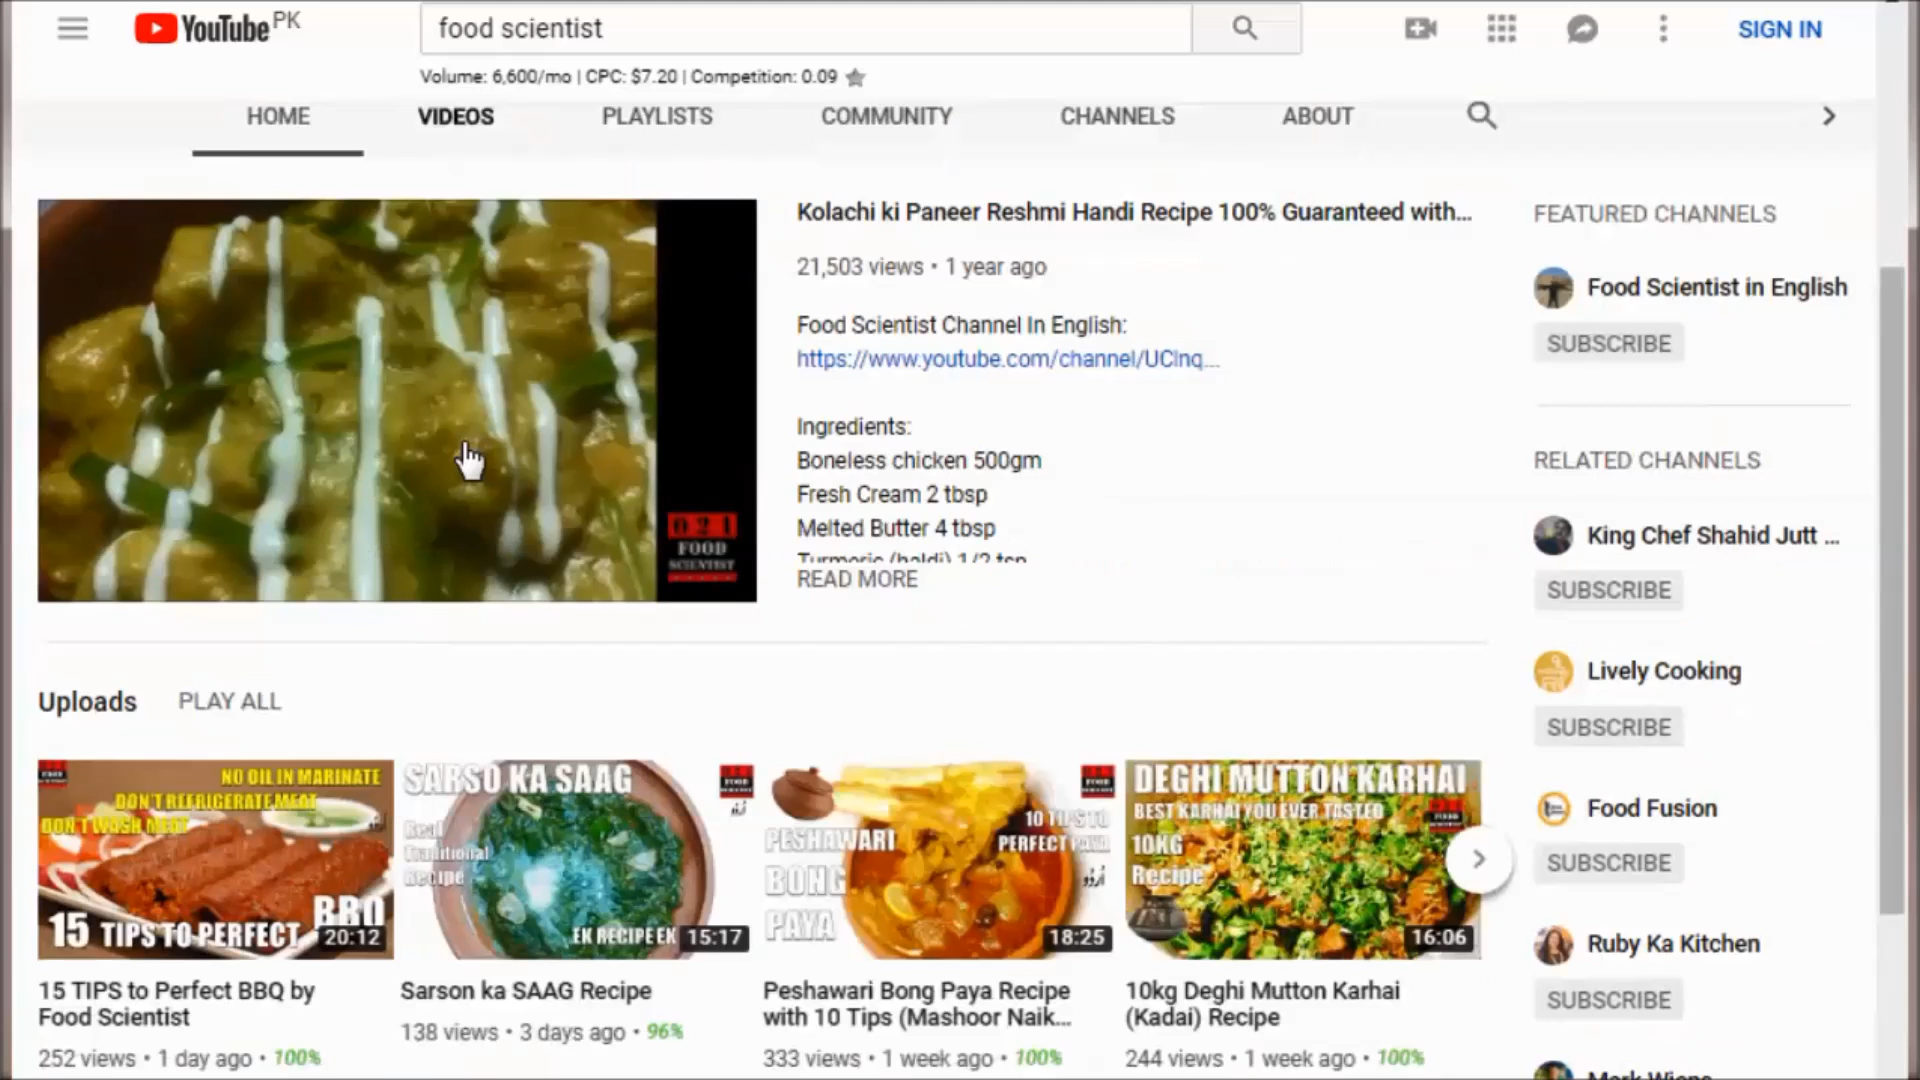 YouTube PK
food scientist
SIGN IN
Volume: 6,600/mo | CPC: $7.20 | Competition: 0.09
HOME
VIDEOS
PLAYLISTS
COMMUNITY
CHANNELS
ABOUT
Kolachi ki Paneer Reshmi Handi Recipe 100% Guaranteed with...
21,503 views • 1 year ago
Food Scientist Channel In English:
https://www.youtube.com/channel/UCInq...
Ingredients:
Boneless chicken 500gm
Fresh Cream 2 tbsp
Melted Butter 4 tbsp
Turmeric (haldi) 1/2 tsp
READ MORE
021
FOOD
SCIENTIST
FEATURED CHANNELS
Food Scientist in English
SUBSCRIBE
RELATED CHANNELS
King Chef Shahid Jutt ...
SUBSCRIBE
Lively Cooking
SUBSCRIBE
Food Fusion
SUBSCRIBE
Ruby Ka Kitchen
SUBSCRIBE
Uploads
PLAY ALL
NO OIL IN MARINATE
DON'T REFRIGERATE MEAT
DON'T WASH MEAT
15 TIPS TO PERFECT BBQ
20:12
15 TIPS to Perfect BBQ by
Food Scientist
252 views • 1 day ago • 100%
SARSO KA SAAG
Real
Traditional
Recipe
EK RECIPE EK
15:17
Sarson ka SAAG Recipe
138 views • 3 days ago • 96%
10 TIPS TO
PERFECT PAYA
PESHAWARI
BONG
PAYA
اردو
18:25
Peshawari Bong Paya Recipe
with 10 Tips (Mashoor Naik...
333 views • 1 week ago • 100%
DEGHI MUTTON KARHAI
BEST KARHAI YOU EVER TASTED
10KG
Recipe
16:06
10kg Deghi Mutton Karhai
(Kadai) Recipe
244 views • 1 week ago • 100%